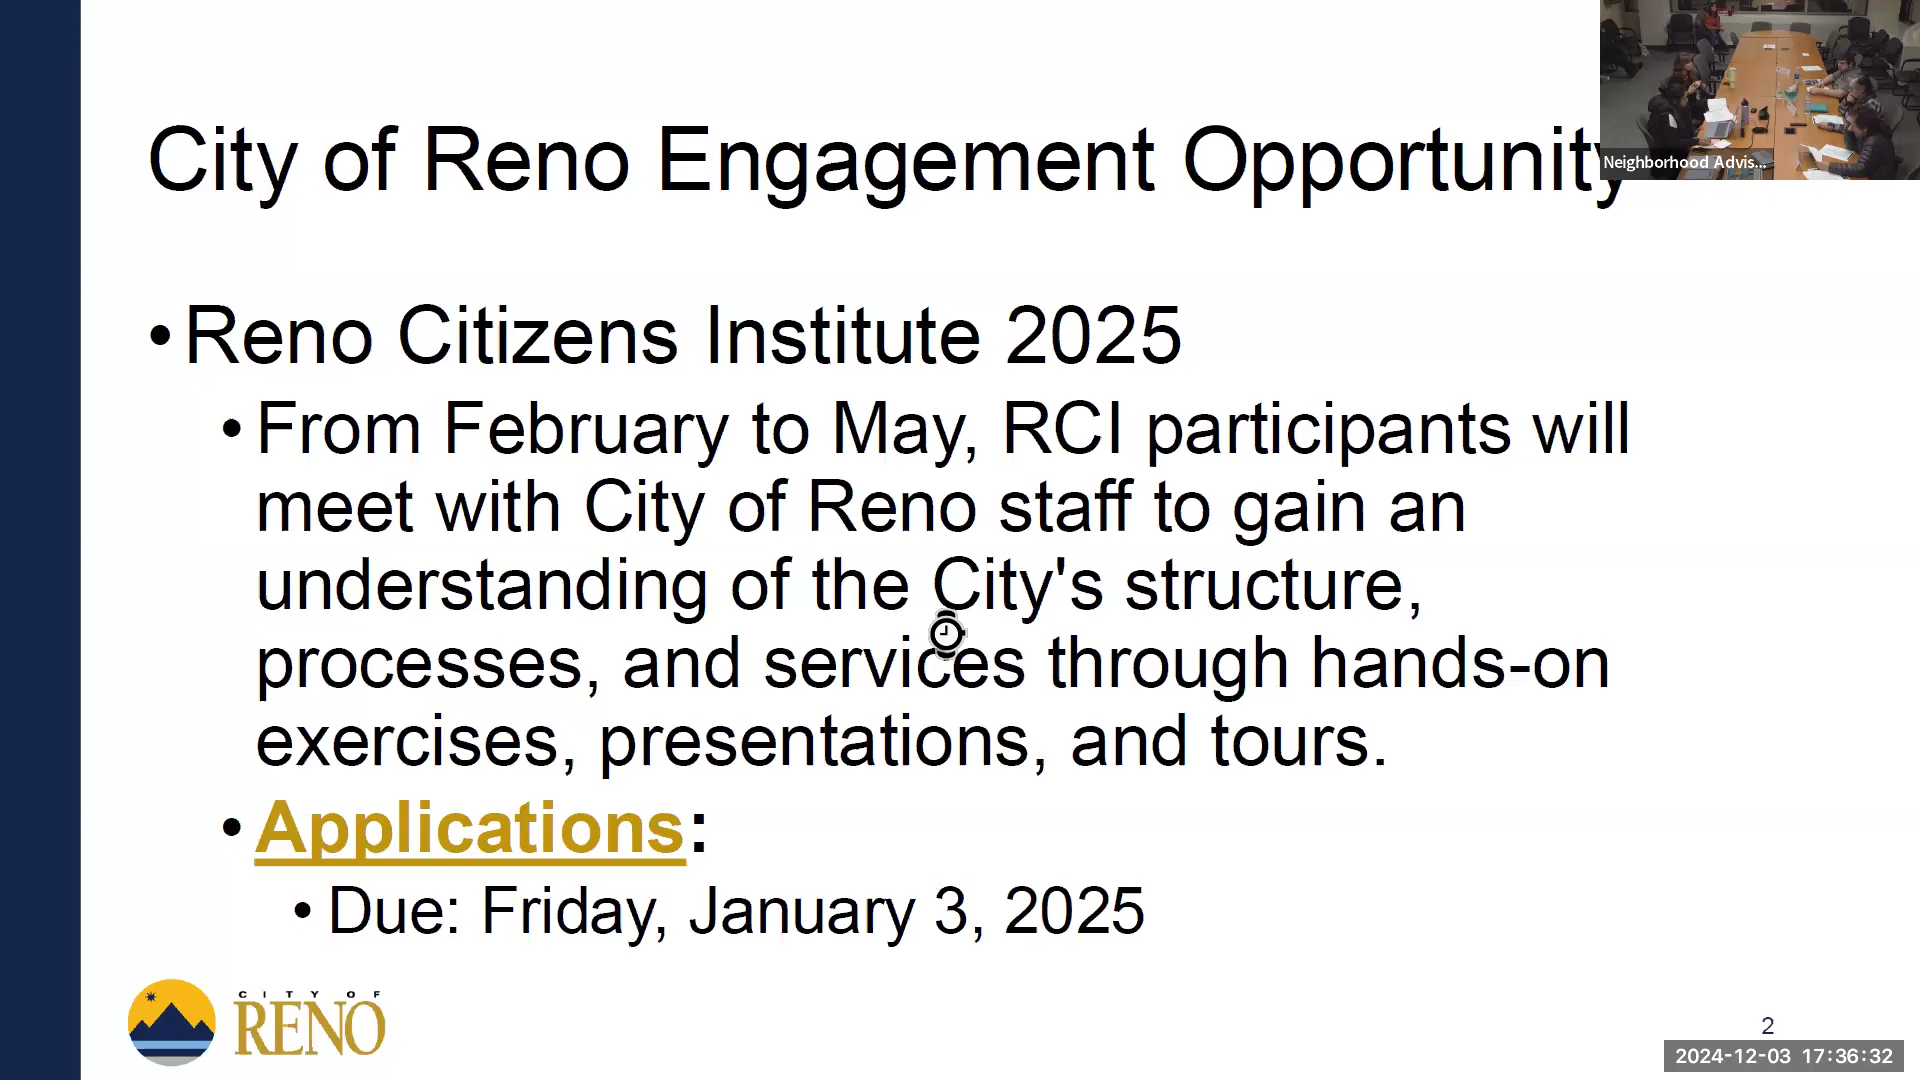 City of Reno Engagement Opportunity
Neighborhood Advis...
• Reno Citizens Institute 2025
• From February to May, RCI participants will
meet with City of Reno staff to gain an
understanding of the City's structure,
processes, and services through hands-on
exercises, presentations, and tours.
• Applications:
• Due: Friday, January 3, 2025
CITY OF
RENO
2
2024-12-03 17:36:32